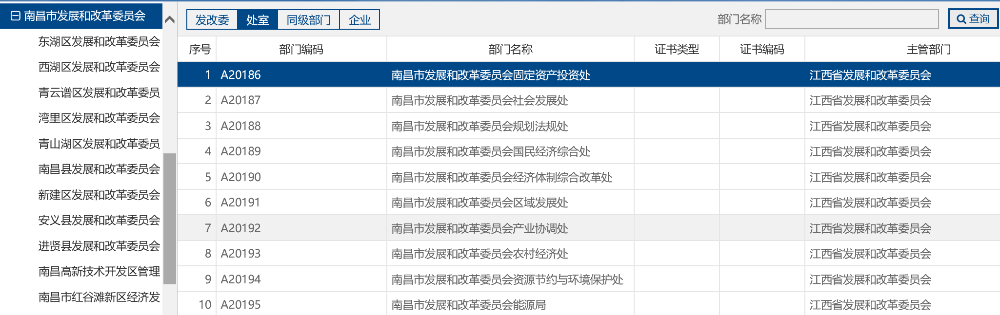 南昌市发展和改革委员会
东湖区发展和改革委员会
西湖区发展和改革委员会
青云谱区发展和改革委员
湾里区发展和改革委员会
青山湖区发展和改革委员
南昌县发展和改革委员会
新建区发展和改革委员会
安义县发展和改革委员会
进贤县发展和改革委员会
南昌高新技术开发区管理
南昌市红谷滩新区经济发
发改委 处室 同级部门 企业 部门名称 查询
序号 部门编码 部门名称 证书类型 证书编码 主管部门
1 A20186 南昌市发展和改革委员会固定资产投资处 江西省发展和改革委员会
2 A20187 南昌市发展和改革委员会社会发展处 江西省发展和改革委员会
3 A20188 南昌市发展和改革委员会规划法规处 江西省发展和改革委员会
4 A20189 南昌市发展和改革委员会国民经济综合处 江西省发展和改革委员会
5 A20190 南昌市发展和改革委员会经济体制综合改革处 江西省发展和改革委员会
6 A20191 南昌市发展和改革委员会区域发展处 江西省发展和改革委员会
7 A20192 南昌市发展和改革委员会产业协调处 江西省发展和改革委员会
8 A20193 南昌市发展和改革委员会农村经济处 江西省发展和改革委员会
9 A20194 南昌市发展和改革委员会资源节约与环境保护处 江西省发展和改革委员会
10 A20195 南昌市发展和改革委员会能源局 江西省发展和改革委员会